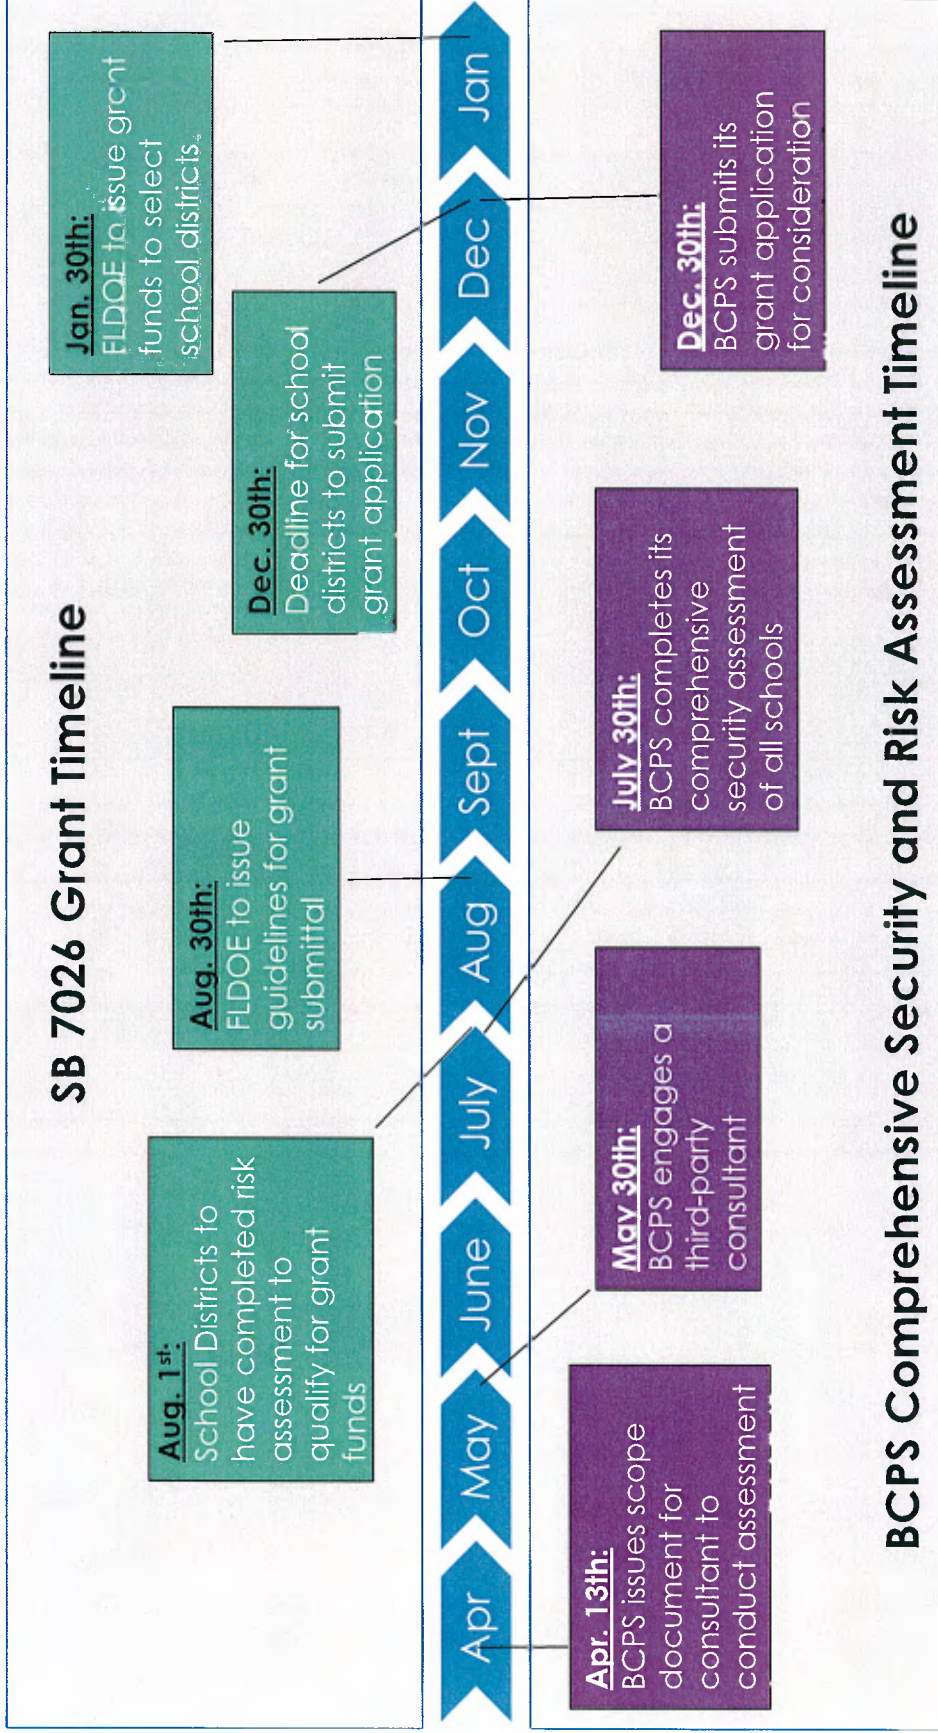 SB 7026 Grant Timeline
Aug. 1st:
School Districts to
have completed risk
assessment to
qualify for grant
funds
Aug. 30th:
FLDOE to issue
guidelines for grant
submittal
Dec. 30th:
Deadline for school
districts to submit
grant application
Jan. 30th:
FLDOE to issue grant
funds to select
school districts.
Apr
May
June
July
Aug
Sept
Oct
Nov
Dec
Jan
Apr. 13th:
BCPS issues scope
document for
consultant to
conduct assessment
May 30th:
BCPS engages a
third-party
consultant
July 30th:
BCPS completes its
comprehensive
security assessment
of all schools
Dec. 30th:
BCPS submits its
grant application
for consideration
BCPS Comprehensive Security and Risk Assessment Timeline